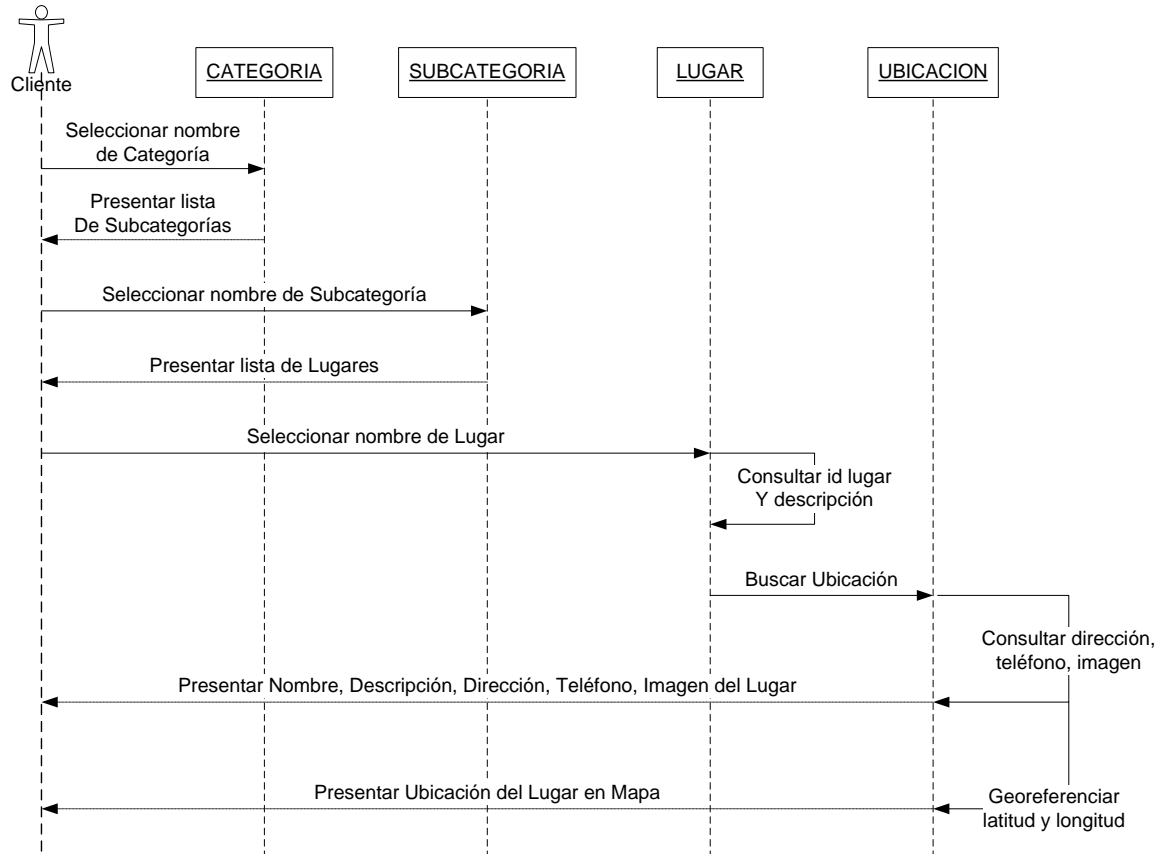 Cliente
CATEGORIA
SUBCATEGORIA
LUGAR
UBICACION
Seleccionar nombre
de Categoría
Presentar lista
De Subcategorías
Seleccionar nombre de Subcategoría
Presentar lista de Lugares
Seleccionar nombre de Lugar
Consultar id lugar
Y descripción
Buscar Ubicación
Consultar dirección,
teléfono, imagen
Presentar Nombre, Descripción, Dirección, Teléfono, Imagen del Lugar
Presentar Ubicación del Lugar en Mapa
Georeferenciar
latitud y longitud